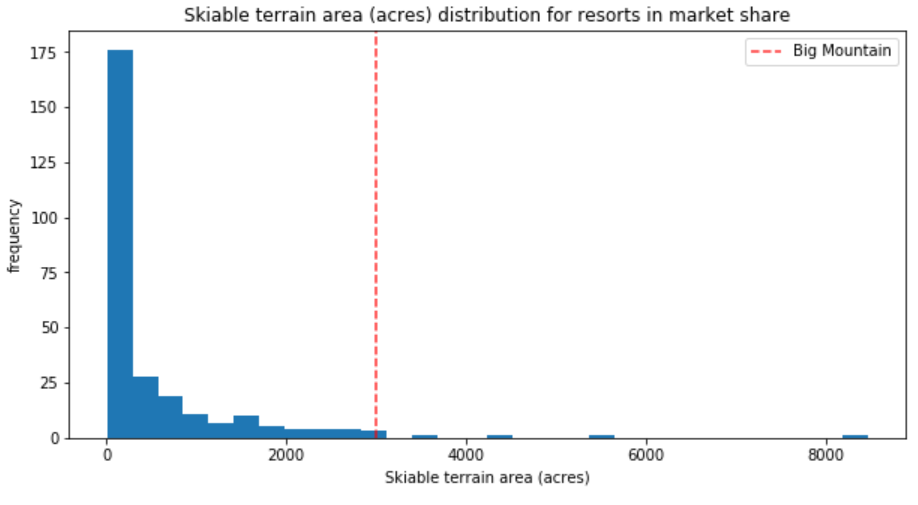 Skiable terrain area (acres) distribution for resorts in market share
Big Mountain
frequency
175
150
125
100
75
50
25
0
0 2000 4000 6000 8000
Skiable terrain area (acres)